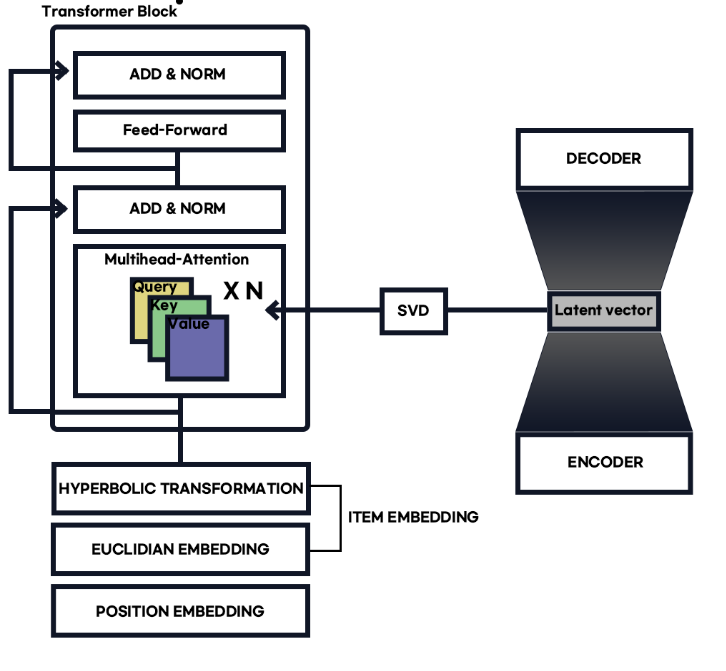 Transformer Block
ADD & NORM
Feed-Forward
ADD & NORM
Multihead-Attention
Query
Key
Value
X N
SVD
DECODER
Latent vector
ENCODER
HYPERBOLIC TRANSFORMATION
EUCLIDIAN EMBEDDING
ITEM EMBEDDING
POSITION EMBEDDING